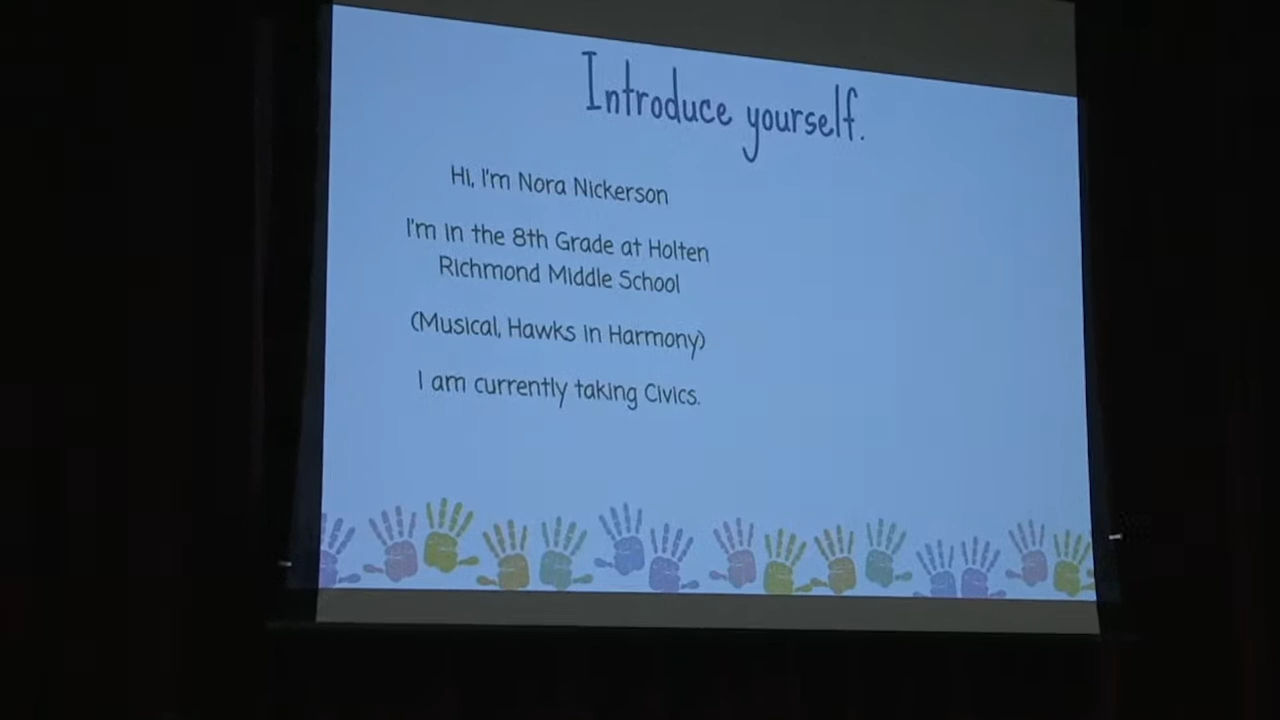 Introduce yourself.
Hi, I'm Nora Nickerson
I'm in the 8th Grade at Holten
Richmond Middle School
(Musical, Hawks in Harmony)
I am currently taking Civics.